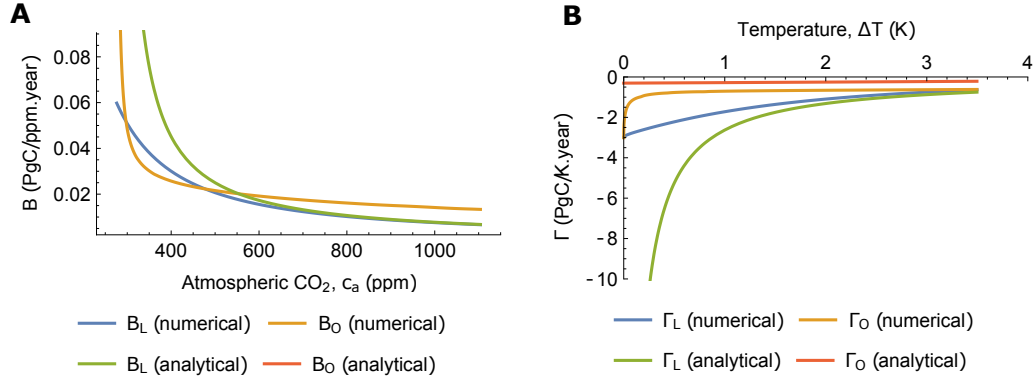 A
B (PgC/ppm.year)
0.08
0.06
0.04
0.02
400
600
800
1000
Atmospheric CO₂, cₐ (ppm)
B_L (numerical)
B_O (numerical)
B_L (analytical)
B_O (analytical)
B
Temperature, ΔT (K)
0
1
2
3
4
Γ (PgC/K.year)
0
-2
-4
-6
-8
-10
Γ_L (numerical)
Γ_O (numerical)
Γ_L (analytical)
Γ_O (analytical)